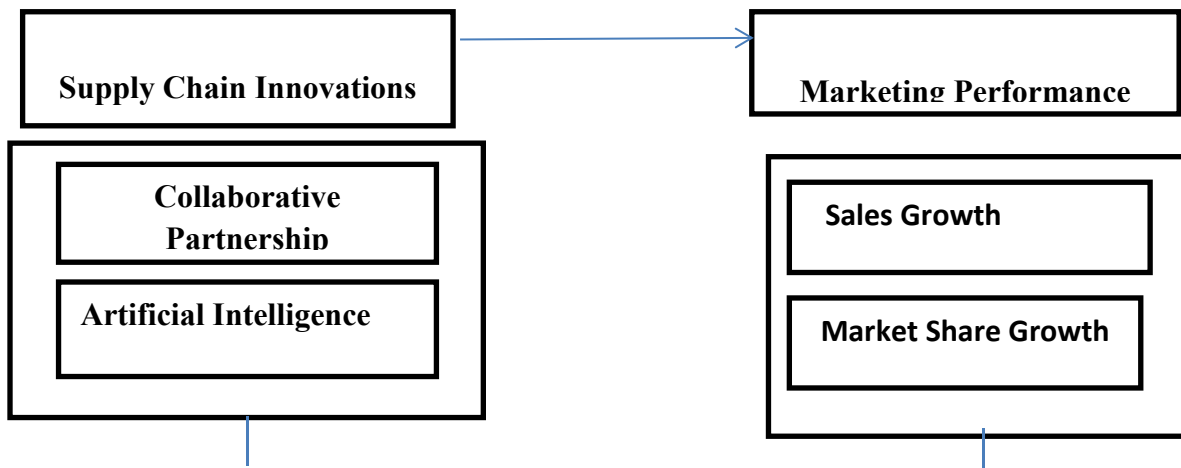 Supply Chain Innovations
Marketing Performance
Collaborative
Partnership
Artificial Intelligence
Sales Growth
Market Share Growth